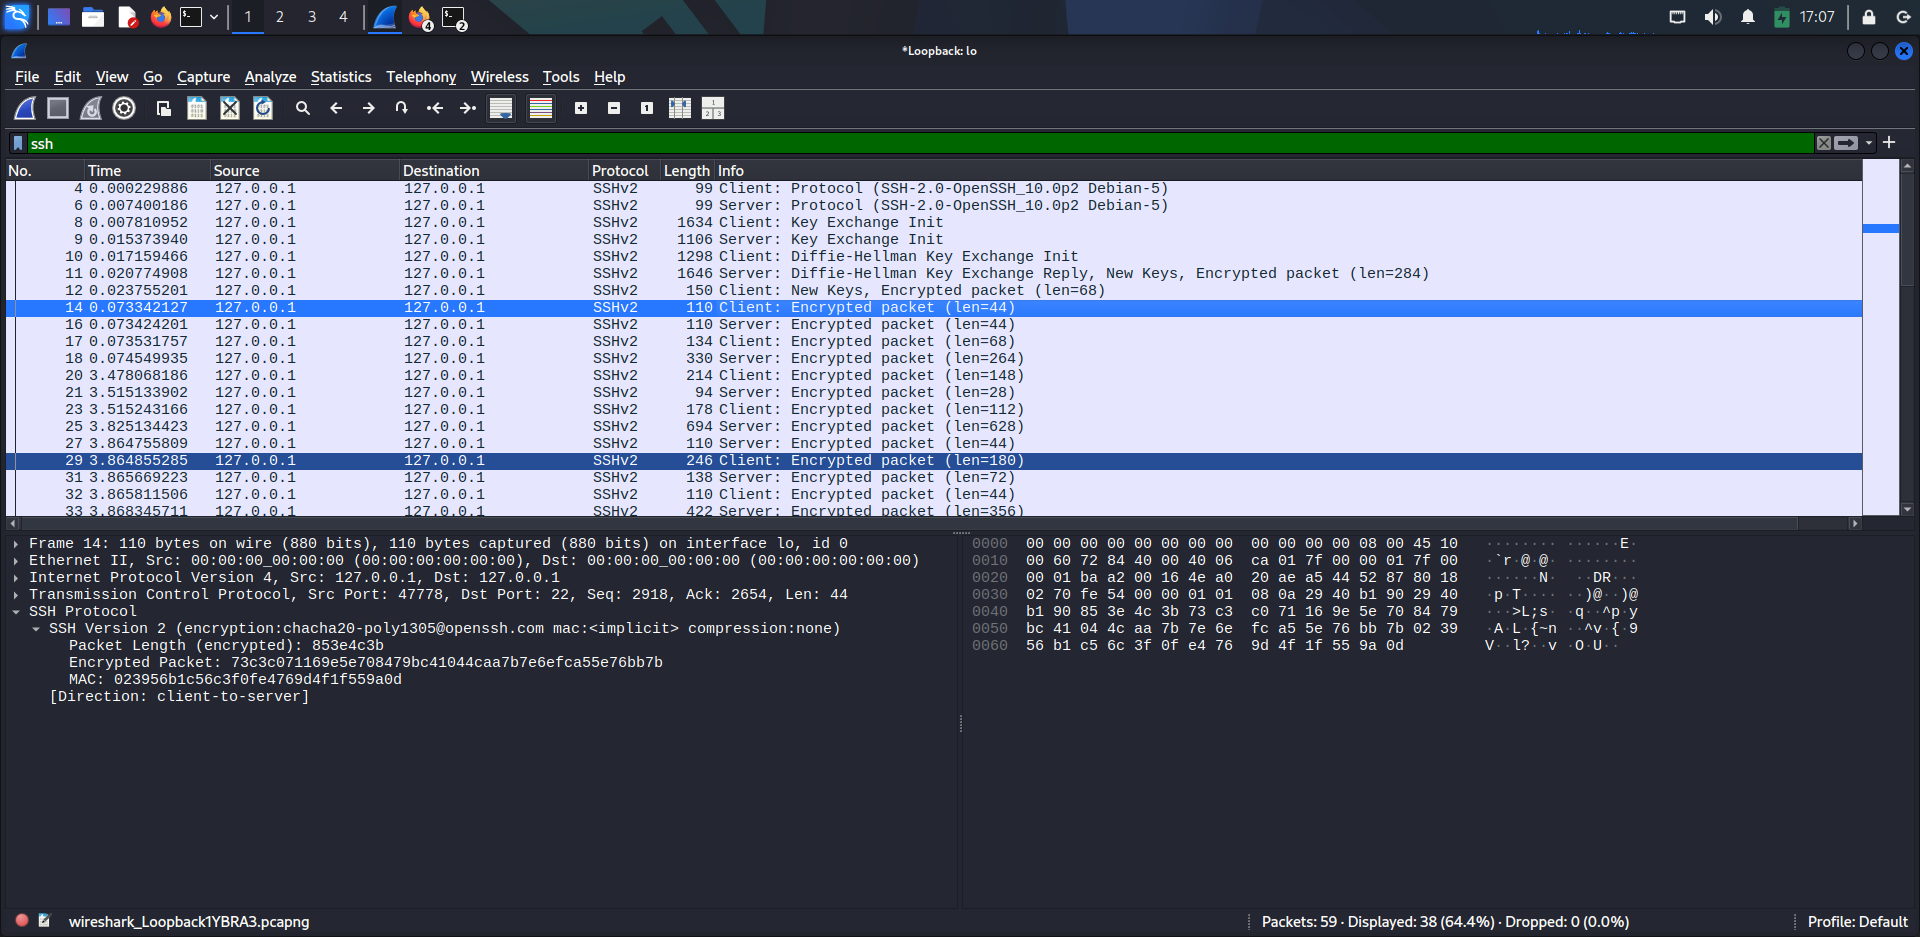 1 2 3 4 4 2 17:07
*Loopback: lo
File Edit View Go Capture Analyze Statistics Telephony Wireless Tools Help
ssh
No. Time Source Destination Protocol Length Info
4 0.000229886 127.0.0.1 127.0.0.1 SSHv2 99 Client: Protocol (SSH-2.0-OpenSSH_10.0p2 Debian-5)
6 0.007400186 127.0.0.1 127.0.0.1 SSHv2 99 Server: Protocol (SSH-2.0-OpenSSH_10.0p2 Debian-5)
8 0.007810952 127.0.0.1 127.0.0.1 SSHv2 1634 Client: Key Exchange Init
9 0.015373940 127.0.0.1 127.0.0.1 SSHv2 1106 Server: Key Exchange Init
10 0.017159466 127.0.0.1 127.0.0.1 SSHv2 1298 Client: Diffie-Hellman Key Exchange Init
11 0.020774908 127.0.0.1 127.0.0.1 SSHv2 1646 Server: Diffie-Hellman Key Exchange Reply, New Keys, Encrypted packet (len=284)
12 0.023755201 127.0.0.1 127.0.0.1 SSHv2 150 Client: New Keys, Encrypted packet (len=68)
14 0.073342127 127.0.0.1 127.0.0.1 SSHv2 110 Client: Encrypted packet (len=44)
16 0.073424201 127.0.0.1 127.0.0.1 SSHv2 110 Server: Encrypted packet (len=44)
17 0.073531757 127.0.0.1 127.0.0.1 SSHv2 134 Client: Encrypted packet (len=68)
18 0.074549935 127.0.0.1 127.0.0.1 SSHv2 330 Server: Encrypted packet (len=264)
20 3.478068186 127.0.0.1 127.0.0.1 SSHv2 214 Client: Encrypted packet (len=148)
21 3.515133902 127.0.0.1 127.0.0.1 SSHv2 94 Server: Encrypted packet (len=28)
23 3.515243166 127.0.0.1 127.0.0.1 SSHv2 178 Client: Encrypted packet (len=112)
25 3.825134423 127.0.0.1 127.0.0.1 SSHv2 694 Server: Encrypted packet (len=628)
27 3.864755809 127.0.0.1 127.0.0.1 SSHv2 110 Server: Encrypted packet (len=44)
29 3.864855285 127.0.0.1 127.0.0.1 SSHv2 246 Client: Encrypted packet (len=180)
31 3.865669223 127.0.0.1 127.0.0.1 SSHv2 138 Server: Encrypted packet (len=72)
32 3.865811506 127.0.0.1 127.0.0.1 SSHv2 110 Client: Encrypted packet (len=44)
33 3.868345711 127.0.0.1 127.0.0.1 SSHv2 422 Server: Encrypted packet (len=356)
Frame 14: 110 bytes on wire (880 bits), 110 bytes captured (880 bits) on interface lo, id 0
Ethernet II, Src: 00:00:00_00:00:00 (00:00:00:00:00:00), Dst: 00:00:00_00:00:00 (00:00:00:00:00:00)
Internet Protocol Version 4, Src: 127.0.0.1, Dst: 127.0.0.1
Transmission Control Protocol, Src Port: 47778, Dst Port: 22, Seq: 2918, Ack: 2654, Len: 44
SSH Protocol
SSH Version 2 (encryption:chacha20-poly1305@openssh.com mac:<implicit> compression:none)
Packet Length (encrypted): 853e4c3b
Encrypted Packet: 73c3c071169e5e708479bc41044caa7b7e6efca55e76bb7b
MAC: 023956b1c56c3f0fe4769d4f1f559a0d
[Direction: client-to-server]
0000 00 00 00 00 00 00 00 00 00 00 00 00 08 00 45 10 ········ ······E·
0010 00 60 72 84 40 00 40 06 ca 01 7f 00 00 01 7f 00 ·`r·@·@· ········
0020 00 01 ba a2 00 16 4e a0 20 ae a5 44 52 87 80 18 ······N· ··DR···
0030 02 70 fe 54 00 00 01 01 08 0a 29 40 b1 90 29 40 ·p·T···· ··)@··)@
0040 b1 90 85 3e 4c 3b 73 c3 c0 71 16 9e 5e 70 84 79 ···>L;s· ·q··^p·y
0050 bc 41 04 4c aa 7b 7e 6e fc a5 5e 76 bb 7b 02 39 ·A·L·{~n ··^v·{·9
0060 56 b1 c5 6c 3f 0f e4 76 9d 4f 1f 55 9a 0d V··l?··v ·O·U··
wireshark_Loopback1YBRA3.pcapng
Packets: 59 · Displayed: 38 (64.4%) · Dropped: 0 (0.0%)
Profile: Default